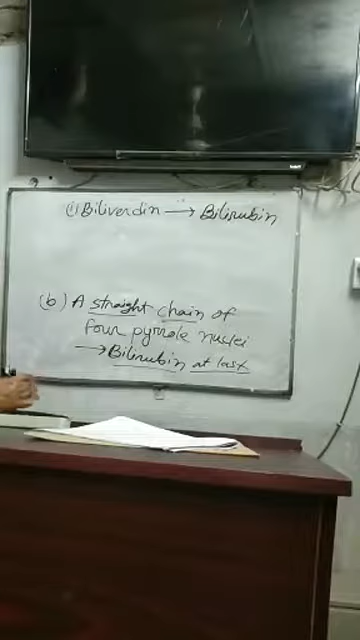 (i) Biliverdin → Bilirubin
(b) A straight chain of
four pyrrole nuclei
→ Bilirubin at last